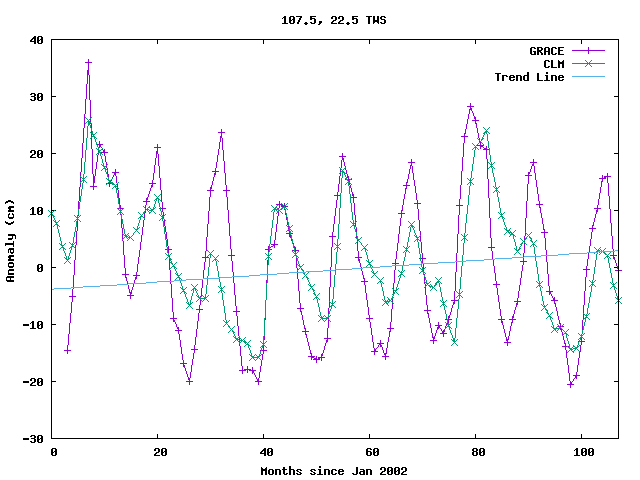 107.5, 22.5 TWS
GRACE
CLM
Trend Line
40
30
20
10
0
-10
-20
-30
Anomaly (cm)
0 20 40 60 80 100
Months since Jan 2002